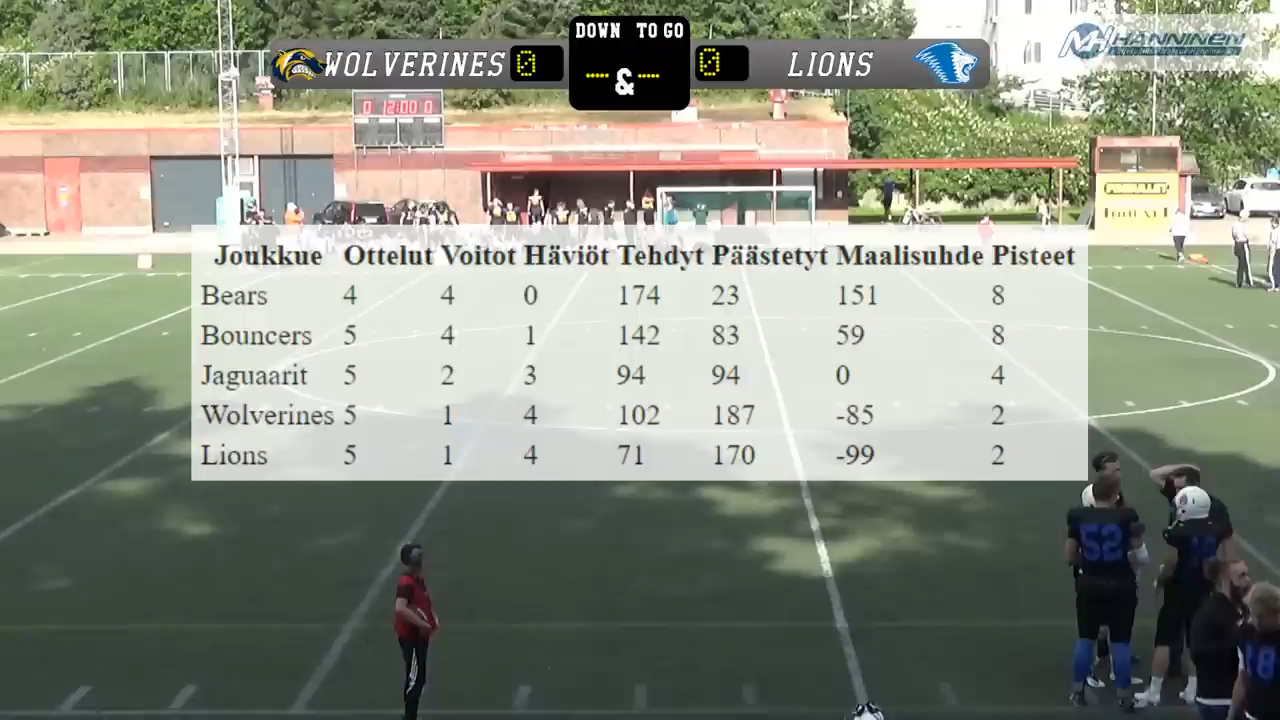 DOWN TO GO
WOLVERINES 0 0 LIONS
&
HÄNNINEN
0 12:00 0
Joukkue Ottelut Voitot Häviöt Tehdyt Päästetyt Maalisuhde Pisteet
Bears 4 4 0 174 23 151 8
Bouncers 5 4 1 142 83 59 8
Jaguaarit 5 2 3 94 94 0 4
Wolverines 5 1 4 102 187 -85 2
Lions 5 1 4 71 170 -99 2
52
18